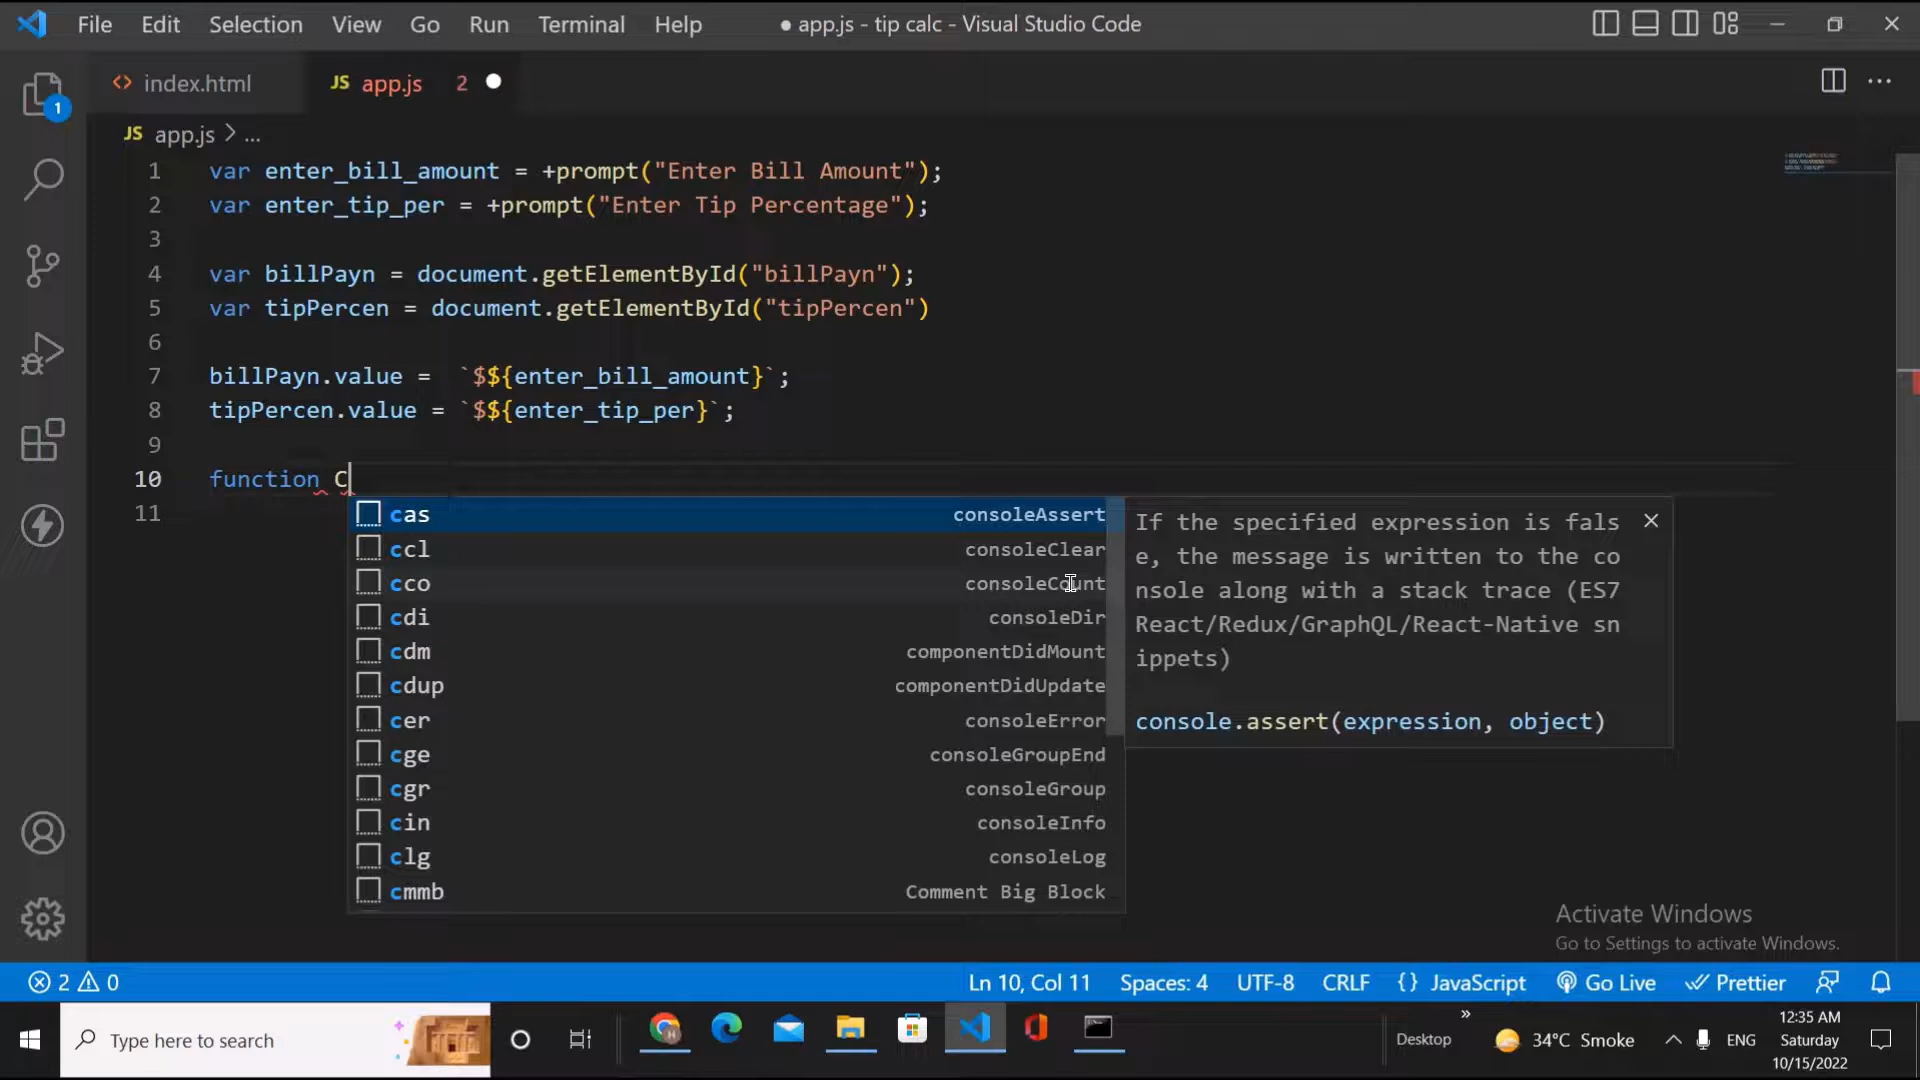 File Edit Selection View Go Run Terminal Help ● app.js - tip calc - Visual Studio Code
index.html JS app.js 2
JS app.js > ...
1 var enter_bill_amount = +prompt("Enter Bill Amount");
2 var enter_tip_per = +prompt("Enter Tip Percentage");
3
4 var billPayn = document.getElementById("billPayn");
5 var tipPercen = document.getElementById("tipPercen")
6
7 billPayn.value =  `$${enter_bill_amount}`;
8 tipPercen.value = `$${enter_tip_per}`;
9
10 function C
11
1
cas consoleAssert
ccl consoleClear
cco consoleCount
cdi consoleDir
cdm componentDidMount
cdup componentDidUpdate
cer consoleError
cge consoleGroupEnd
cgr consoleGroup
cin consoleInfo
clg consoleLog
cmmb Comment Big Block
If the specified expression is fals
e, the message is written to the co
nsole along with a stack trace (ES7
React/Redux/GraphQL/React-Native sn
ippets)
console.assert(expression, object)
Activate Windows
Go to Settings to activate Windows.
2 0 Ln 10, Col 11 Spaces: 4 UTF-8 CRLF {} JavaScript Go Live Prettier
Type here to search Desktop » 34°C Smoke ENG
12:35 AM
Saturday
10/15/2022